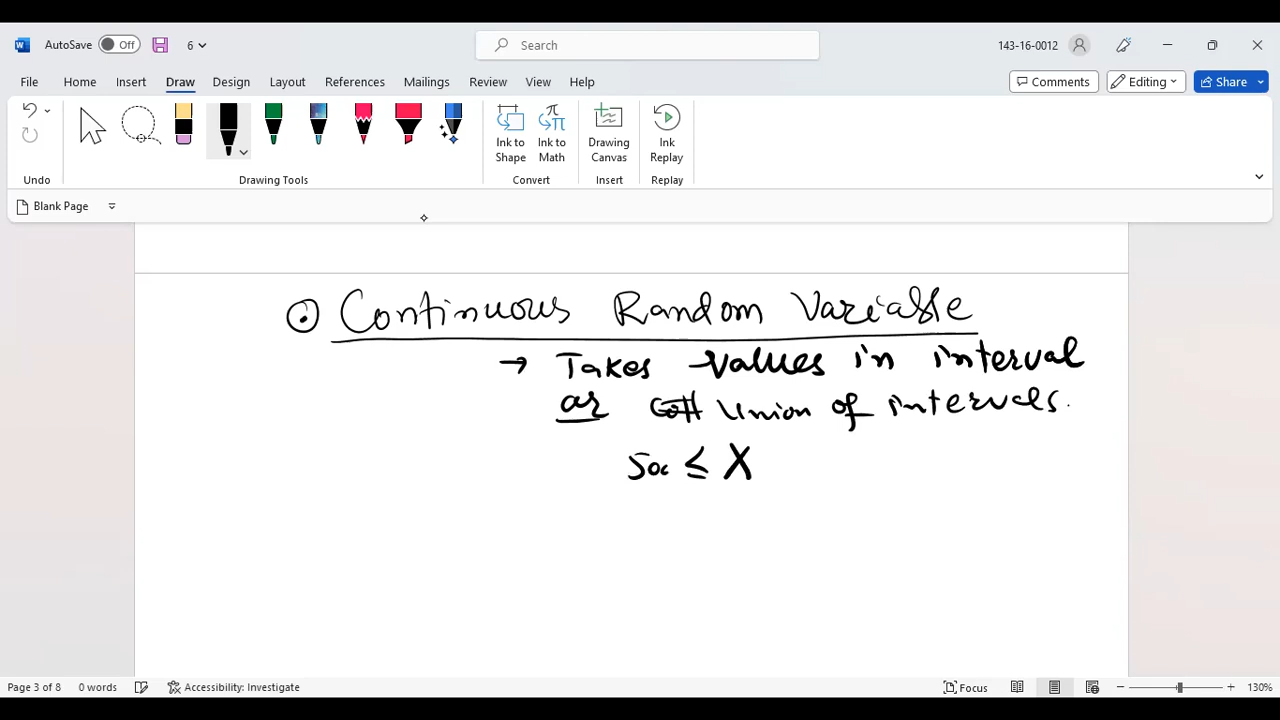 AutoSave Off 6 Search 143-16-0012
File Home Insert Draw Design Layout References Mailings Review View Help Comments Editing Share
Ink to Shape Ink to Math Drawing Canvas Ink Replay
Undo Drawing Tools Convert Insert Replay
Blank Page
Continuous Random Variable
→ Takes values in interval
or Union of intervals.
≤ X
Page 3 of 8 0 words Accessibility: Investigate Focus 130%